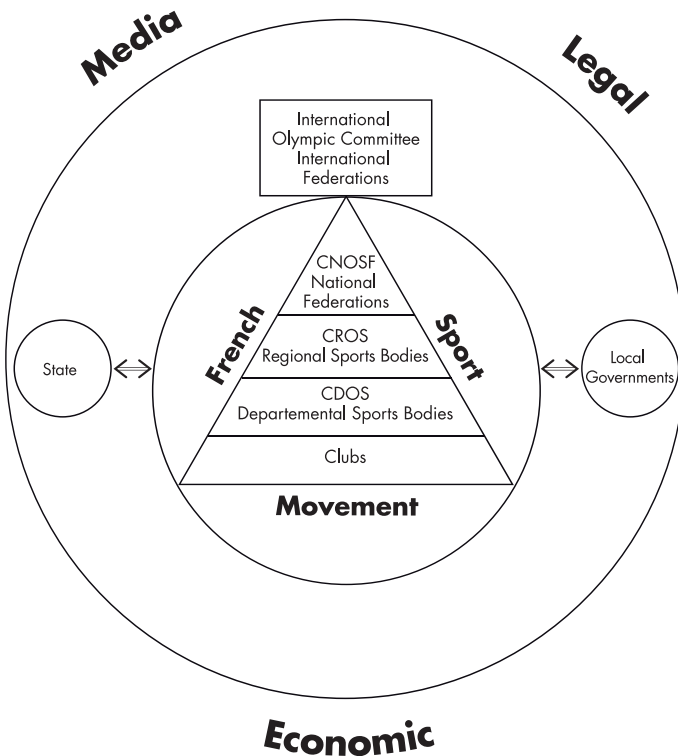 Media
Legal
International
Olympic Committee
International
Federations
CNOSF
National
Federations
French
Sport
CROS
Regional Sports Bodies
State
Local
Governments
CDOS
Departemental Sports Bodies
Clubs
Movement
Economic